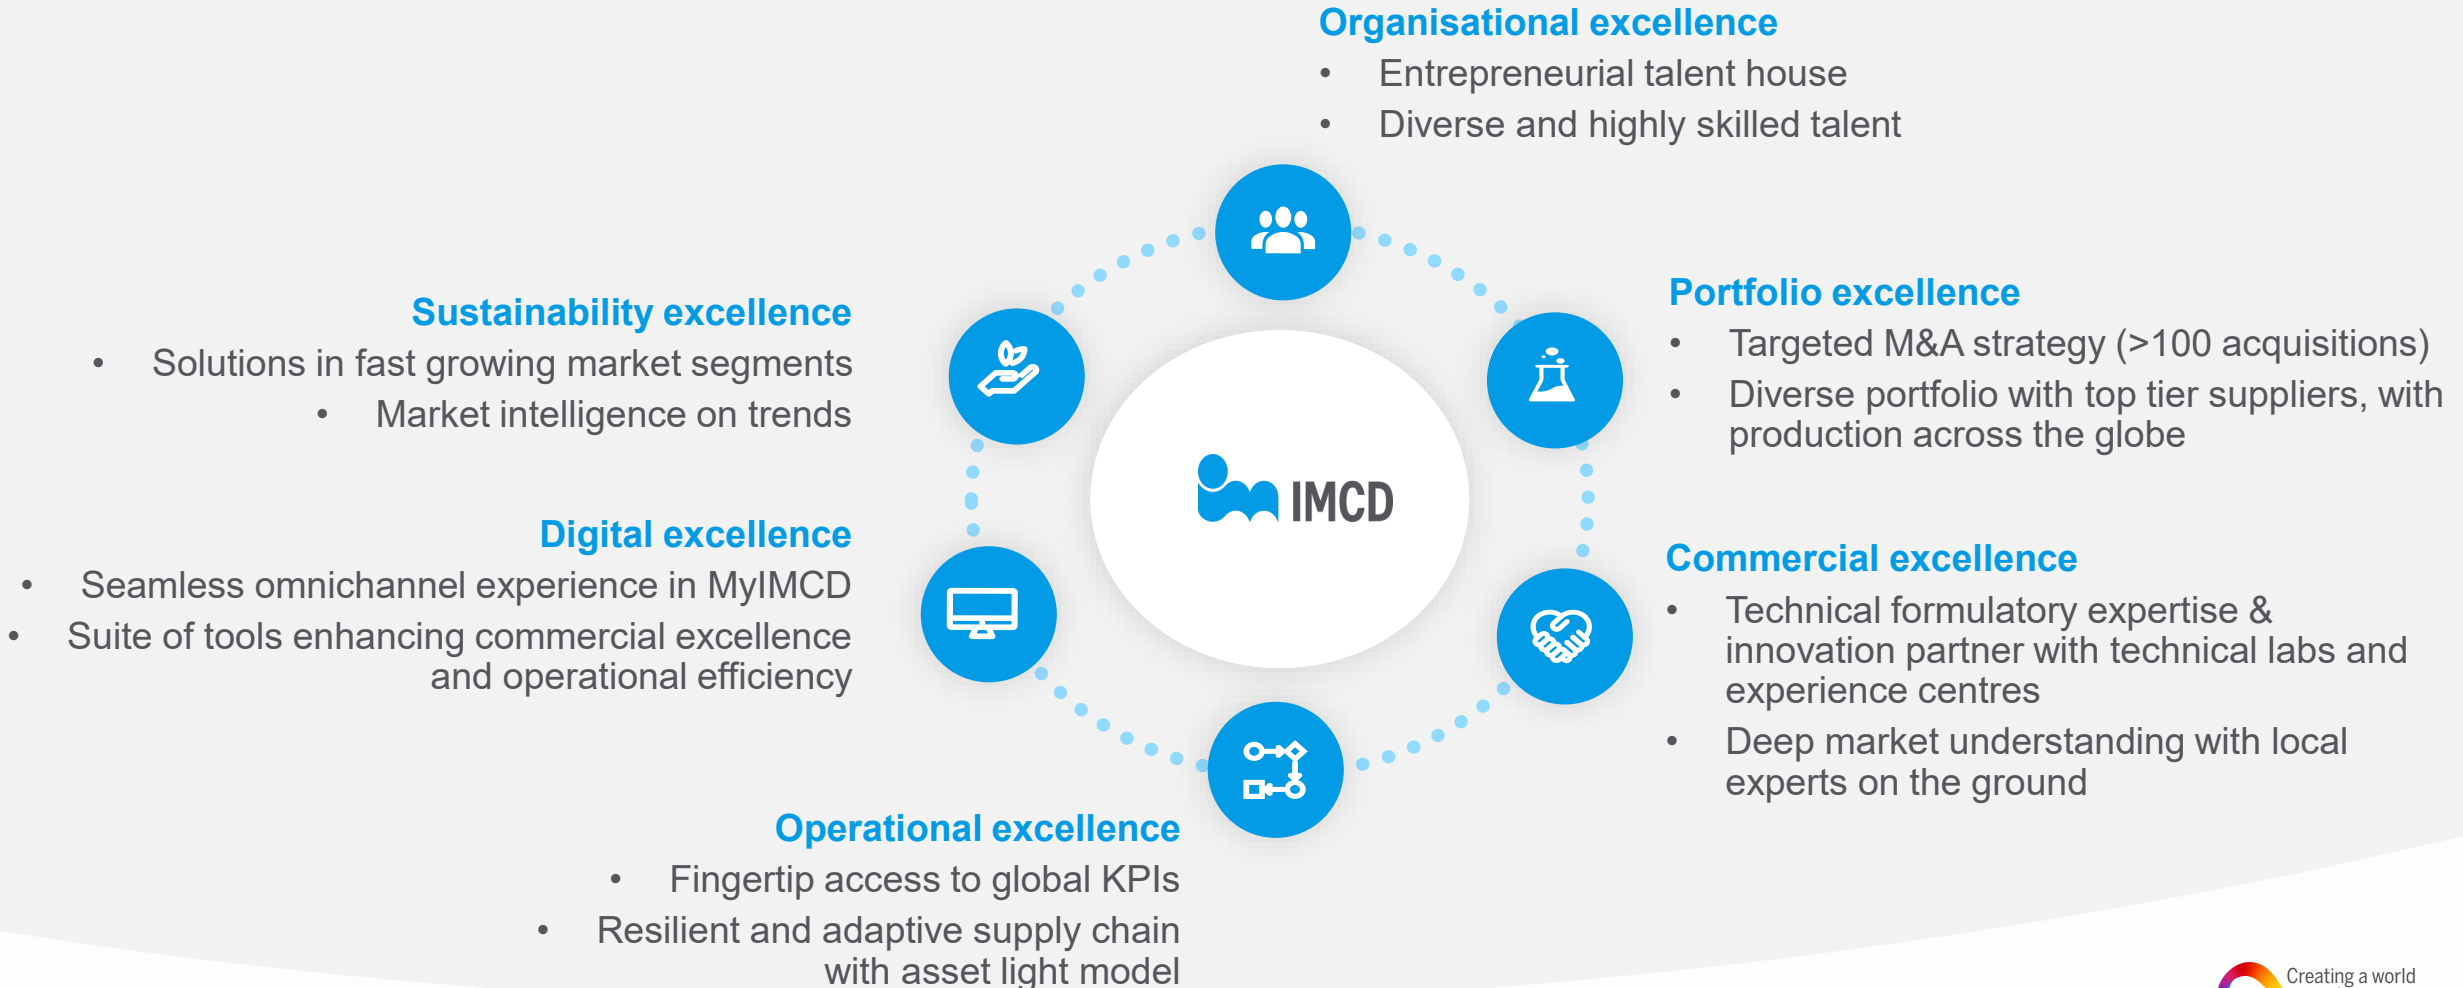 Organisational excellence
• Entrepreneurial talent house
• Diverse and highly skilled talent
Portfolio excellence
• Targeted M&A strategy (>100 acquisitions)
• Diverse portfolio with top tier suppliers, with
production across the globe
Commercial excellence
• Technical formulatory expertise &
innovation partner with technical labs and
experience centres
• Deep market understanding with local
experts on the ground
Operational excellence
• Fingertip access to global KPIs
• Resilient and adaptive supply chain
with asset light model
Digital excellence
• Seamless omnichannel experience in MyIMCD
• Suite of tools enhancing commercial excellence
and operational efficiency
Sustainability excellence
• Solutions in fast growing market segments
• Market intelligence on trends
IMCD
Creating a world